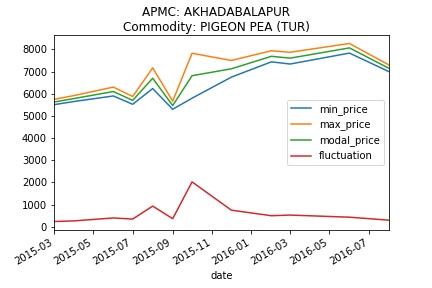 APMC: AKHADABALAPUR
Commodity: PIGEON PEA (TUR)
8000
7000
6000
5000
4000
3000
2000
1000
0
min_price
max_price
modal_price
fluctuation
2015-03
2015-05
2015-07
2015-09
2015-11
2016-01
2016-03
2016-05
2016-07
date